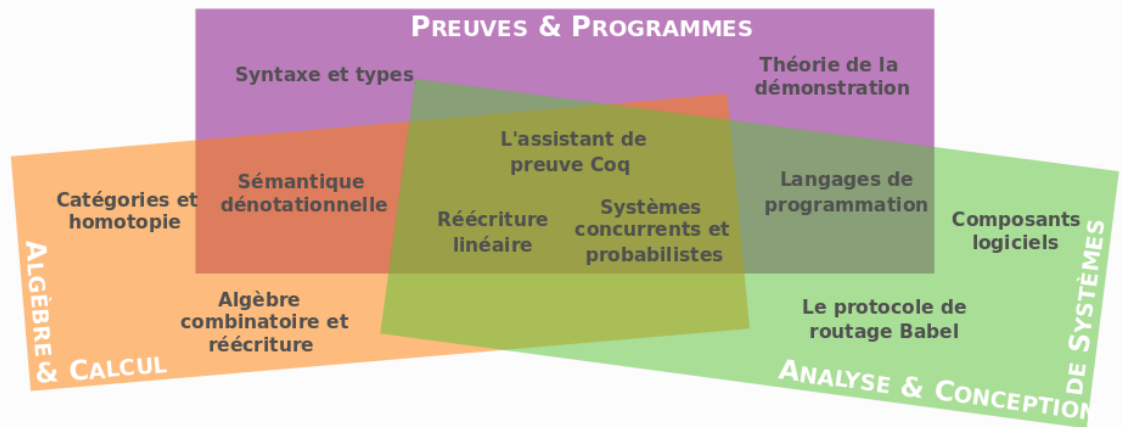 PREUVES & PROGRAMMES
Syntaxe et types
Théorie de la
démonstration
L'assistant de
preuve Coq
Catégories et
homotopie
Sémantique
dénotationnelle
Réécriture
linéaire
Systèmes
concurrents et
probabilistes
Langages de
programmation
Composants
logiciels
Algèbre
combinatoire et
réécriture
Le protocole de
routage Babel
ALGÈBRE
& CALCUL
ANALYSE & CONCEPTION
DE SYSTÈMES